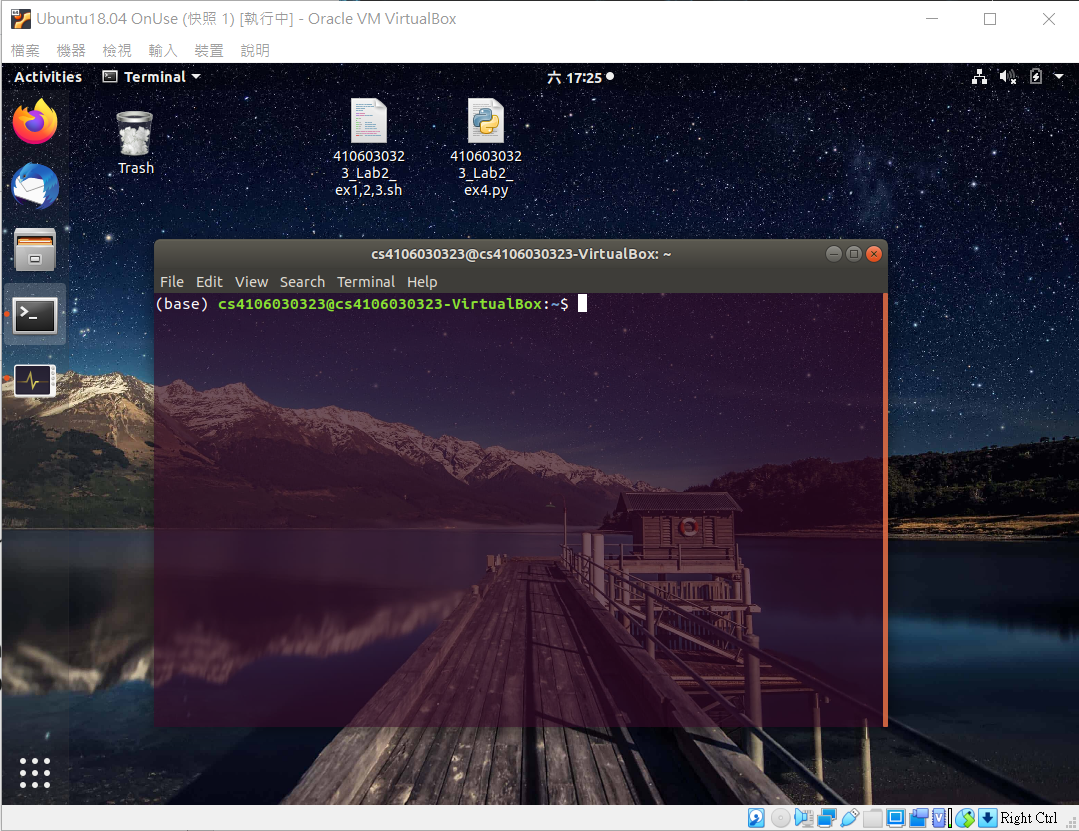 Ubuntu18.04 OnUse (快照 1) [執行中] - Oracle VM VirtualBox
檔案 機器 檢視 輸入 裝置 說明
Activities Terminal 六 17:25
Trash
410603032
3_Lab2_
ex1,2,3.sh
410603032
3_Lab2_
ex4.py
cs4106030323@cs4106030323-VirtualBox: ~
File Edit View Search Terminal Help
(base) cs4106030323@cs4106030323-VirtualBox:~$
Right Ctrl